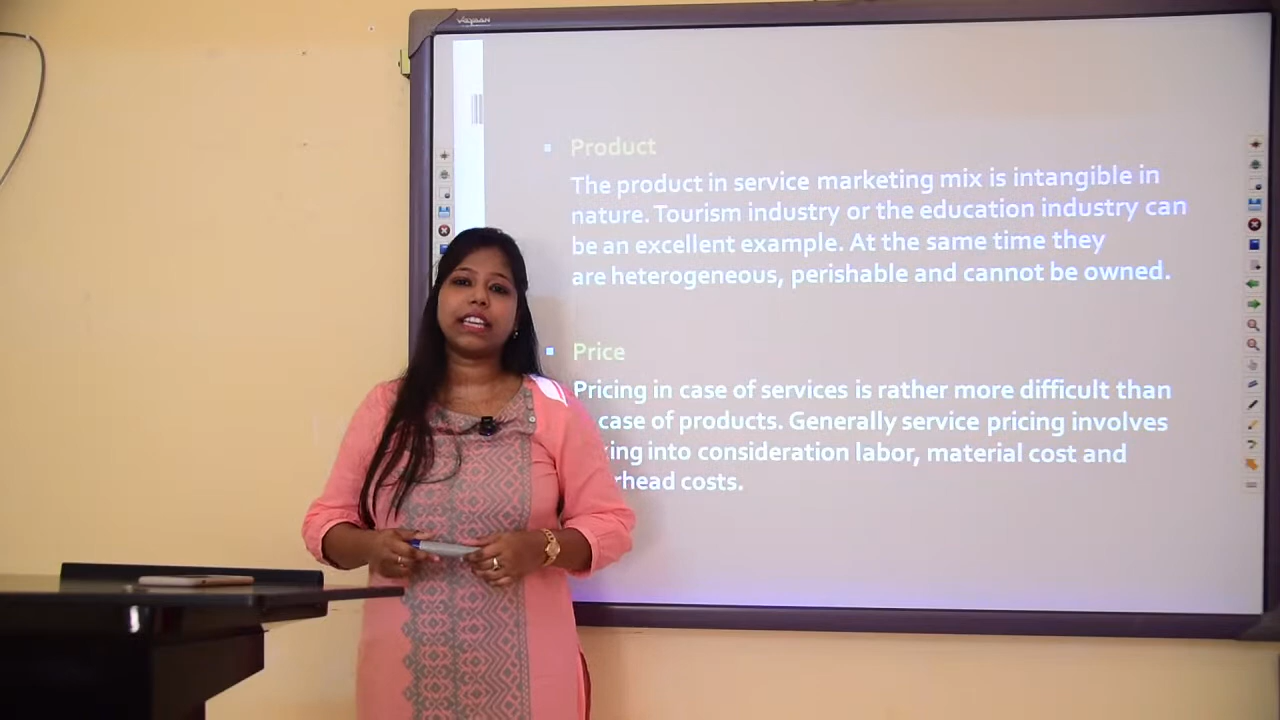 Product
The product in service marketing mix is intangible in
nature. Tourism industry or the education industry can
be an excellent example. At the same time they
are heterogeneous, perishable and cannot be owned.
Price
Pricing in case of services is rather more difficult than
case of products. Generally service pricing involves
into consideration labor, material cost and
costs.